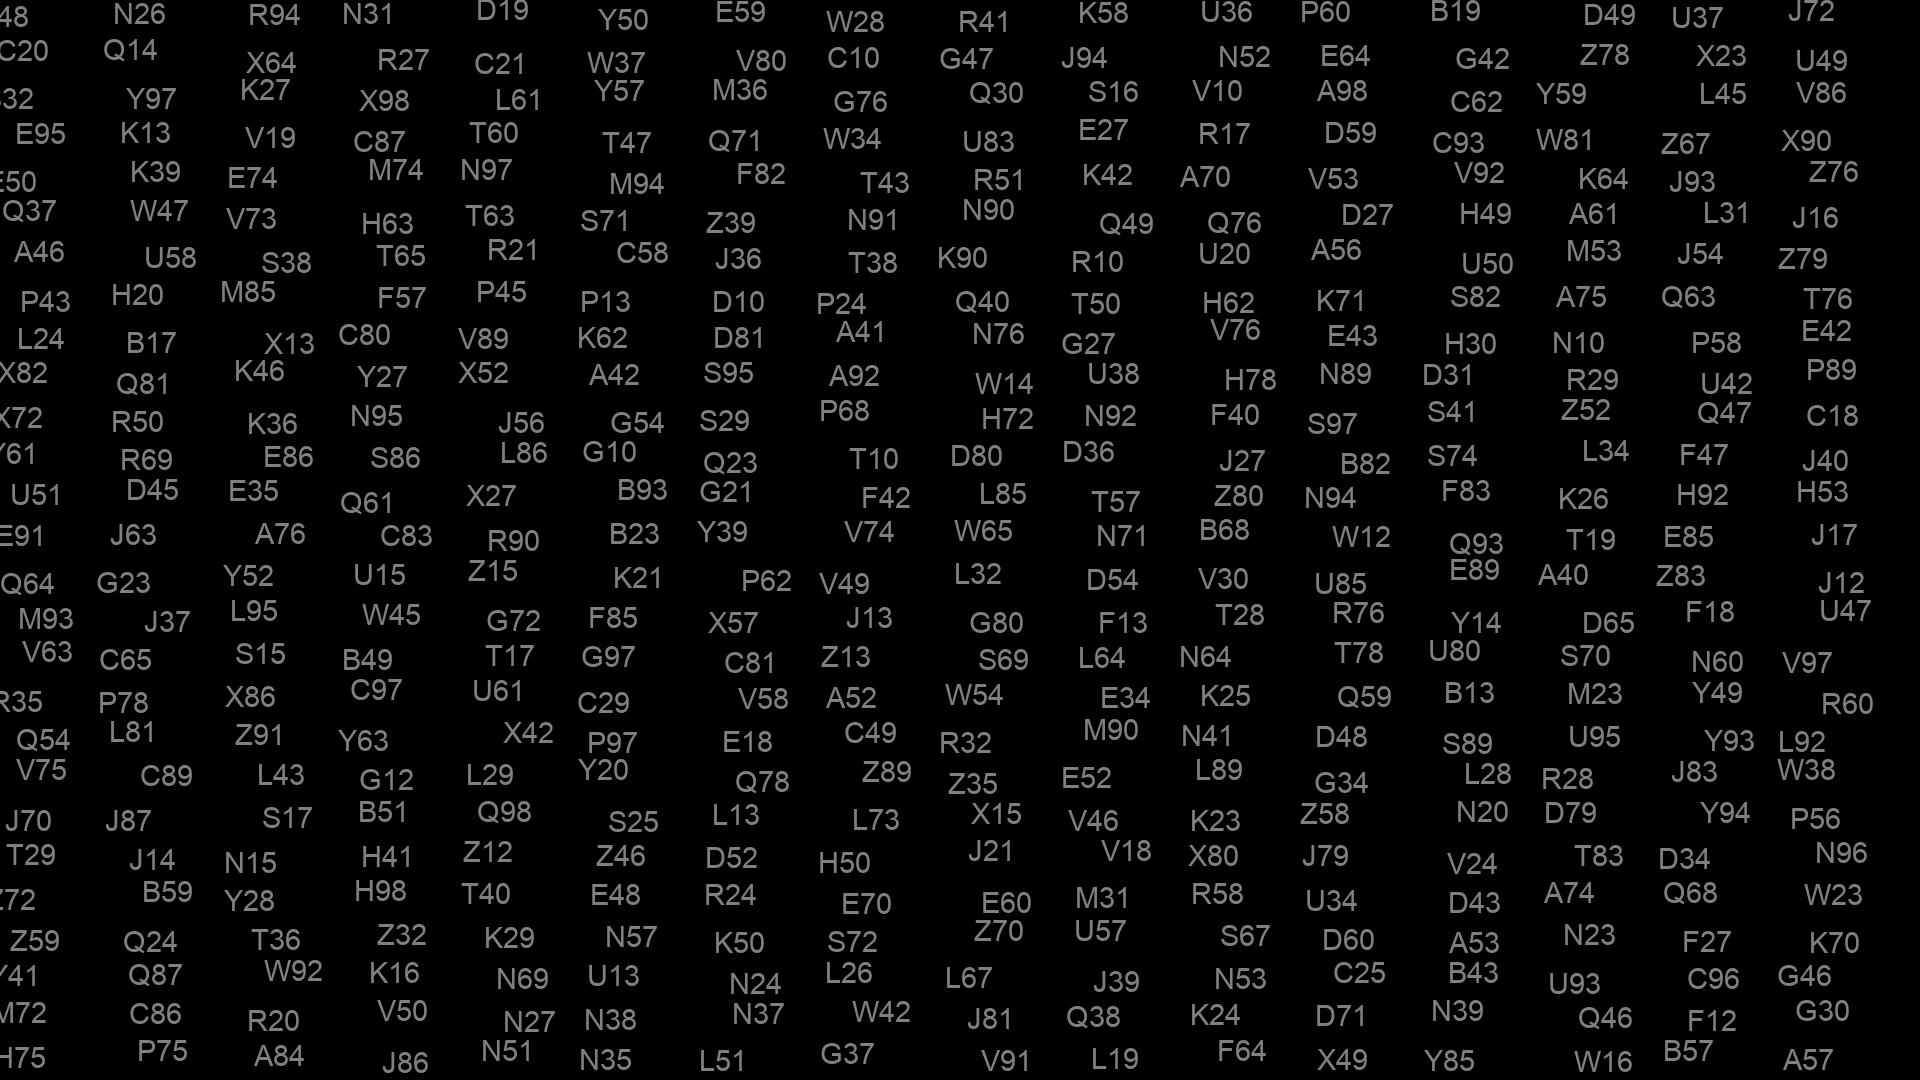 48 N26 R94 N31 D19 Y50 E59 W28 R41 K58 U36 P60 B19 D49 U37 J72
C20 Q14 X64 R27 C21 W37 V80 C10 G47 J94 N52 E64 G42 Z78 X23 U49
32 Y97 K27 X98 L61 Y57 M36 G76 Q30 S16 V10 A98 C62 Y59 L45 V86
E95 K13 V19 C87 T60 T47 Q71 W34 U83 E27 R17 D59 C93 W81 Z67 X90
E50 K39 E74 M74 N97 M94 F82 T43 R51 K42 A70 V53 V92 K64 J93 Z76
Q37 W47 V73 H63 T63 S71 Z39 N91 N90 Q49 Q76 D27 H49 A61 L31 J16
A46 U58 S38 T65 R21 C58 J36 T38 K90 R10 U20 A56 U50 M53 J54 Z79
P43 H20 M85 F57 P45 P13 D10 P24 Q40 T50 H62 K71 S82 A75 Q63 T76
L24 B17 X13 C80 V89 K62 D81 A41 N76 G27 V76 E43 H30 N10 P58 E42
X82 Q81 K46 Y27 X52 A42 S95 A92 W14 U38 H78 N89 D31 R29 U42 P89
X72 R50 K36 N95 J56 G54 S29 P68 H72 N92 F40 S97 S41 Z52 Q47 C18
Y61 R69 E86 S86 L86 G10 Q23 T10 D80 D36 J27 B82 S74 L34 F47 J40
U51 D45 E35 Q61 X27 B93 G21 F42 L85 T57 Z80 N94 F83 K26 H92 H53
E91 J63 A76 C83 R90 B23 Y39 V74 W65 N71 B68 W12 Q93 T19 E85 J17
Q64 G23 Y52 U15 Z15 K21 P62 V49 L32 D54 V30 U85 E89 A40 Z83 J12
M93 J37 L95 W45 G72 F85 X57 J13 G80 F13 T28 R76 Y14 D65 F18 U47
V63 C65 S15 B49 T17 G97 C81 Z13 S69 L64 N64 T78 U80 S70 N60 V97
R35 P78 X86 C97 U61 C29 V58 A52 W54 E34 K25 Q59 B13 M23 Y49 R60
Q54 L81 Z91 Y63 X42 P97 E18 C49 R32 M90 N41 D48 S89 U95 Y93 L92
V75 C89 L43 G12 L29 Y20 Q78 Z89 Z35 E52 L89 G34 L28 R28 J83 W38
J70 J87 S17 B51 Q98 S25 L13 L73 X15 V46 K23 Z58 N20 D79 Y94 P56
T29 J14 N15 H41 Z12 Z46 D52 H50 J21 V18 X80 J79 V24 T83 D34 N96
72 B59 Y28 H98 T40 E48 R24 E70 E60 M31 R58 U34 D43 A74 Q68 W23
Z59 Q24 T36 Z32 K29 N57 K50 S72 Z70 U57 S67 D60 A53 N23 F27 K70
Y41 Q87 W92 K16 N69 U13 N24 L26 L67 J39 N53 C25 B43 U93 C96 G46
M72 C86 R20 V50 N27 N38 N37 W42 J81 Q38 K24 D71 N39 Q46 F12 G30
H75 P75 A84 J86 N51 N35 L51 G37 V91 L19 F64 X49 Y85 W16 B57 A57